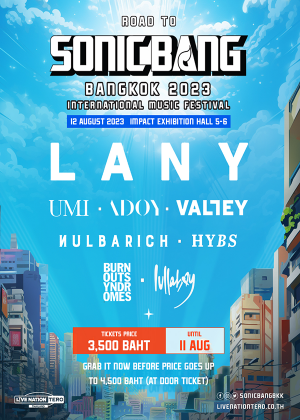 ROAD TO
SONICBANG
BANGKOK 2023
INTERNATIONAL MUSIC FESTIVAL
12 AUGUST 2023 IMPACT EXHIBITION HALL 5-6
LANY
UMI · ADOY · VALLEY
NULBARICH · HYBS
BURN
OUTS
YNDR
OMES
· lullaboy
TICKETS PRICE
3,500 BAHT
UNTIL
11 AUG
GRAB IT NOW BEFORE PRICE GOES UP
TO 4,500 BAHT (AT DOOR TICKET)
LIVE NATION TERO
SONICBANGBKK
LIVENATIONTERO.CO.TH